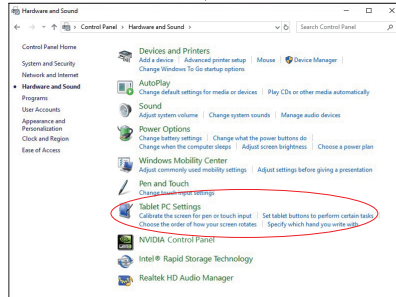 Hardware and Sound
Control Panel > Hardware and Sound >
Search Control Panel
Control Panel Home
System and Security
Network and Internet
Hardware and Sound
Programs
User Accounts
Appearance and
Personalization
Clock and Region
Ease of Access
Devices and Printers
Add a device | Advanced printer setup | Mouse | Device Manager |
Change Windows To Go startup options
AutoPlay
Change default settings for media or devices | Play CDs or other media automatically
Sound
Adjust system volume | Change system sounds | Manage audio devices
Power Options
Change battery settings | Change what the power buttons do |
Change when the computer sleeps | Adjust screen brightness | Choose a power plan
Windows Mobility Center
Adjust commonly used mobility settings | Adjust settings before giving a presentation
Pen and Touch
Change touch input settings
Tablet PC Settings
Calibrate the screen for pen or touch input | Set tablet buttons to perform certain tasks
Choose the order of how your screen rotates | Specify which hand you write with
NVIDIA Control Panel
Intel® Rapid Storage Technology
Realtek HD Audio Manager